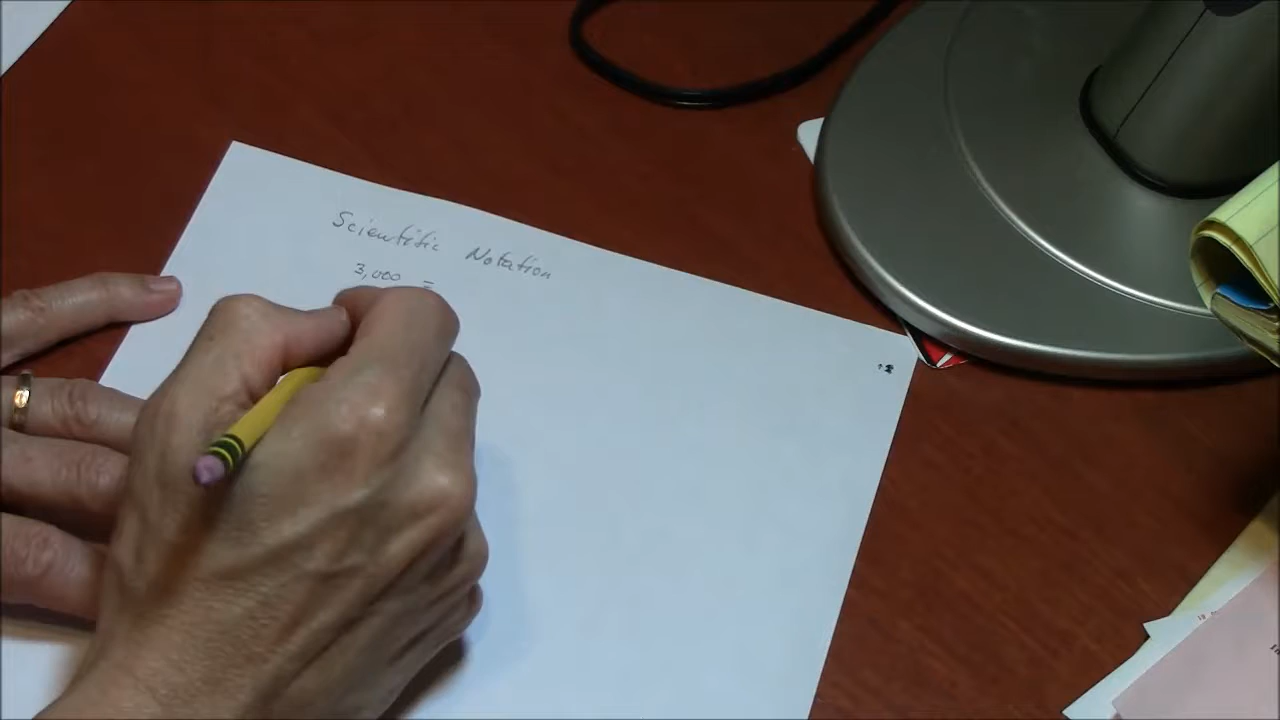 Scientific Notation
3,000 =